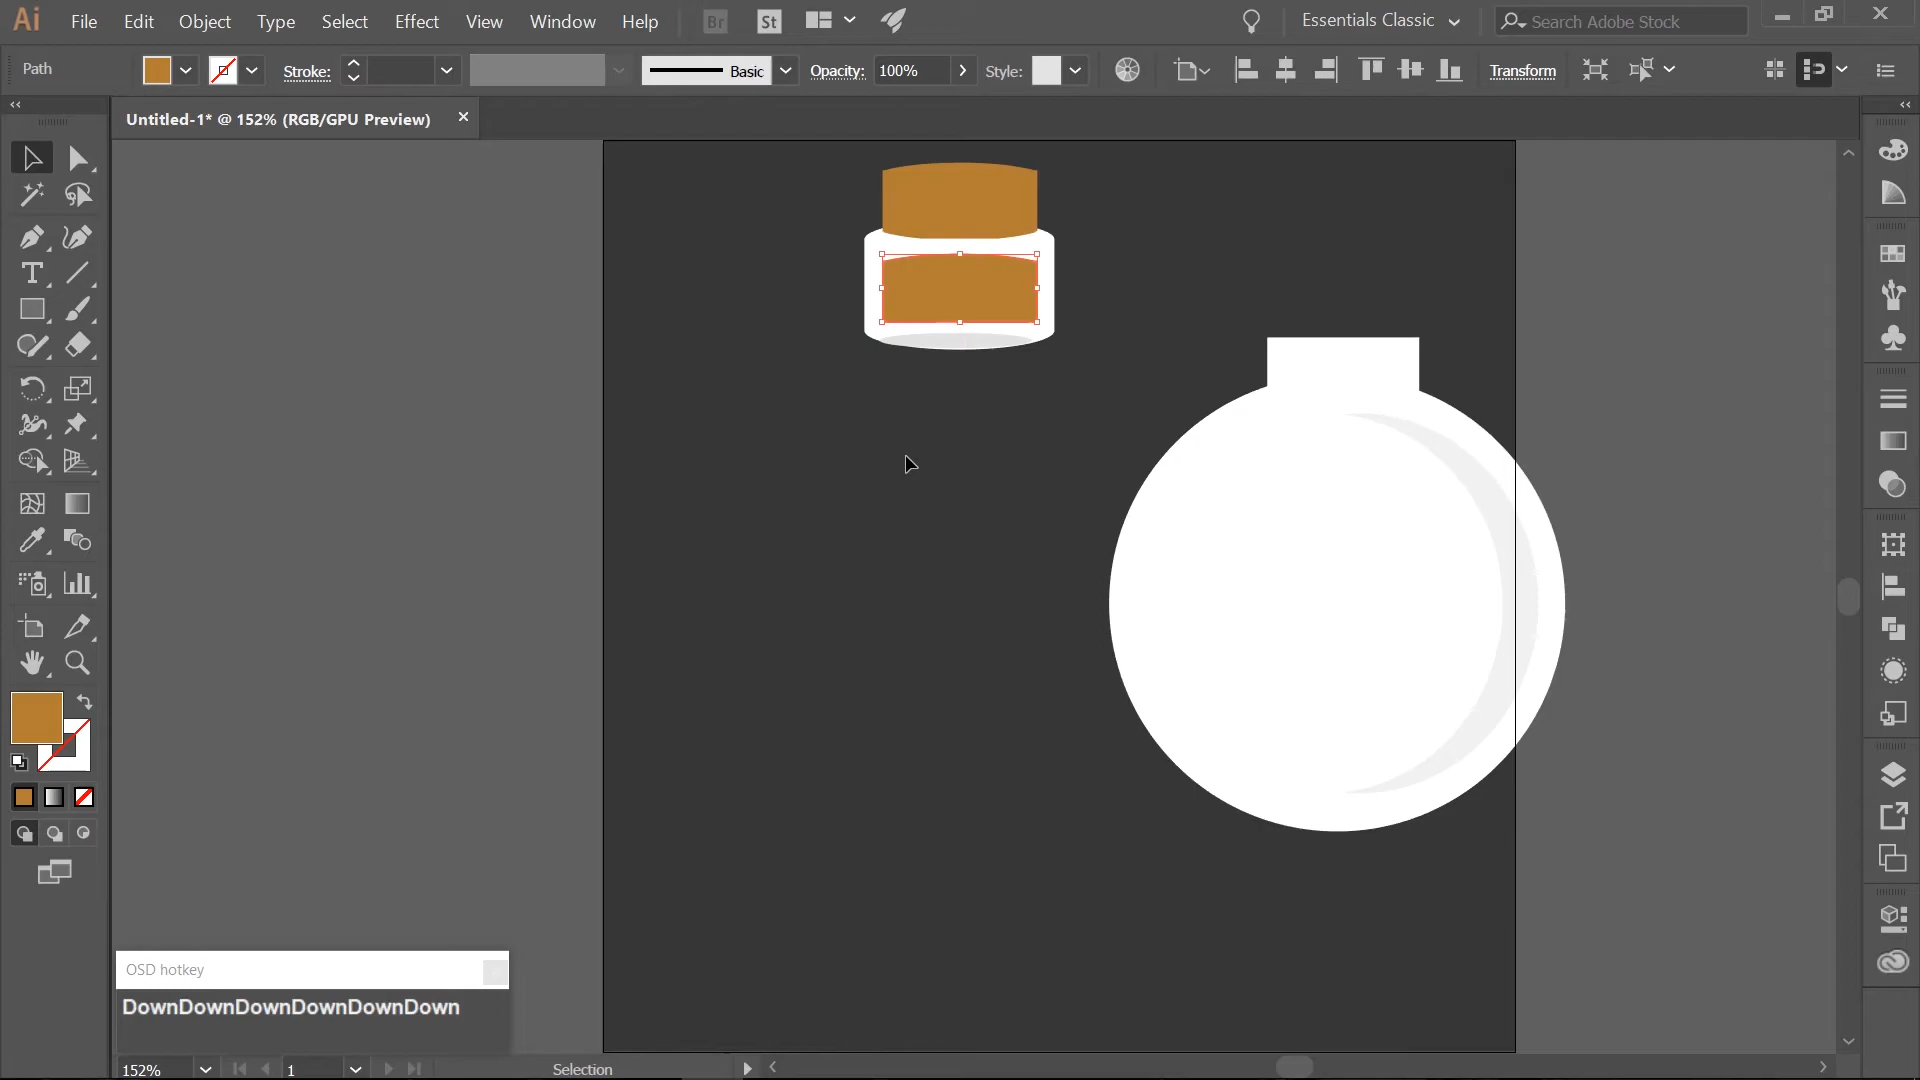 Ai File Edit Object Type Select Effect View Window Help Br St Essentials Classic Search Adobe Stock
Path Stroke: Basic Opacity: 100% Style: Transform
Untitled-1* @ 152% (RGB/GPU Preview)
OSD hotkey
DownDownDownDownDownDown
152% 1 Selection